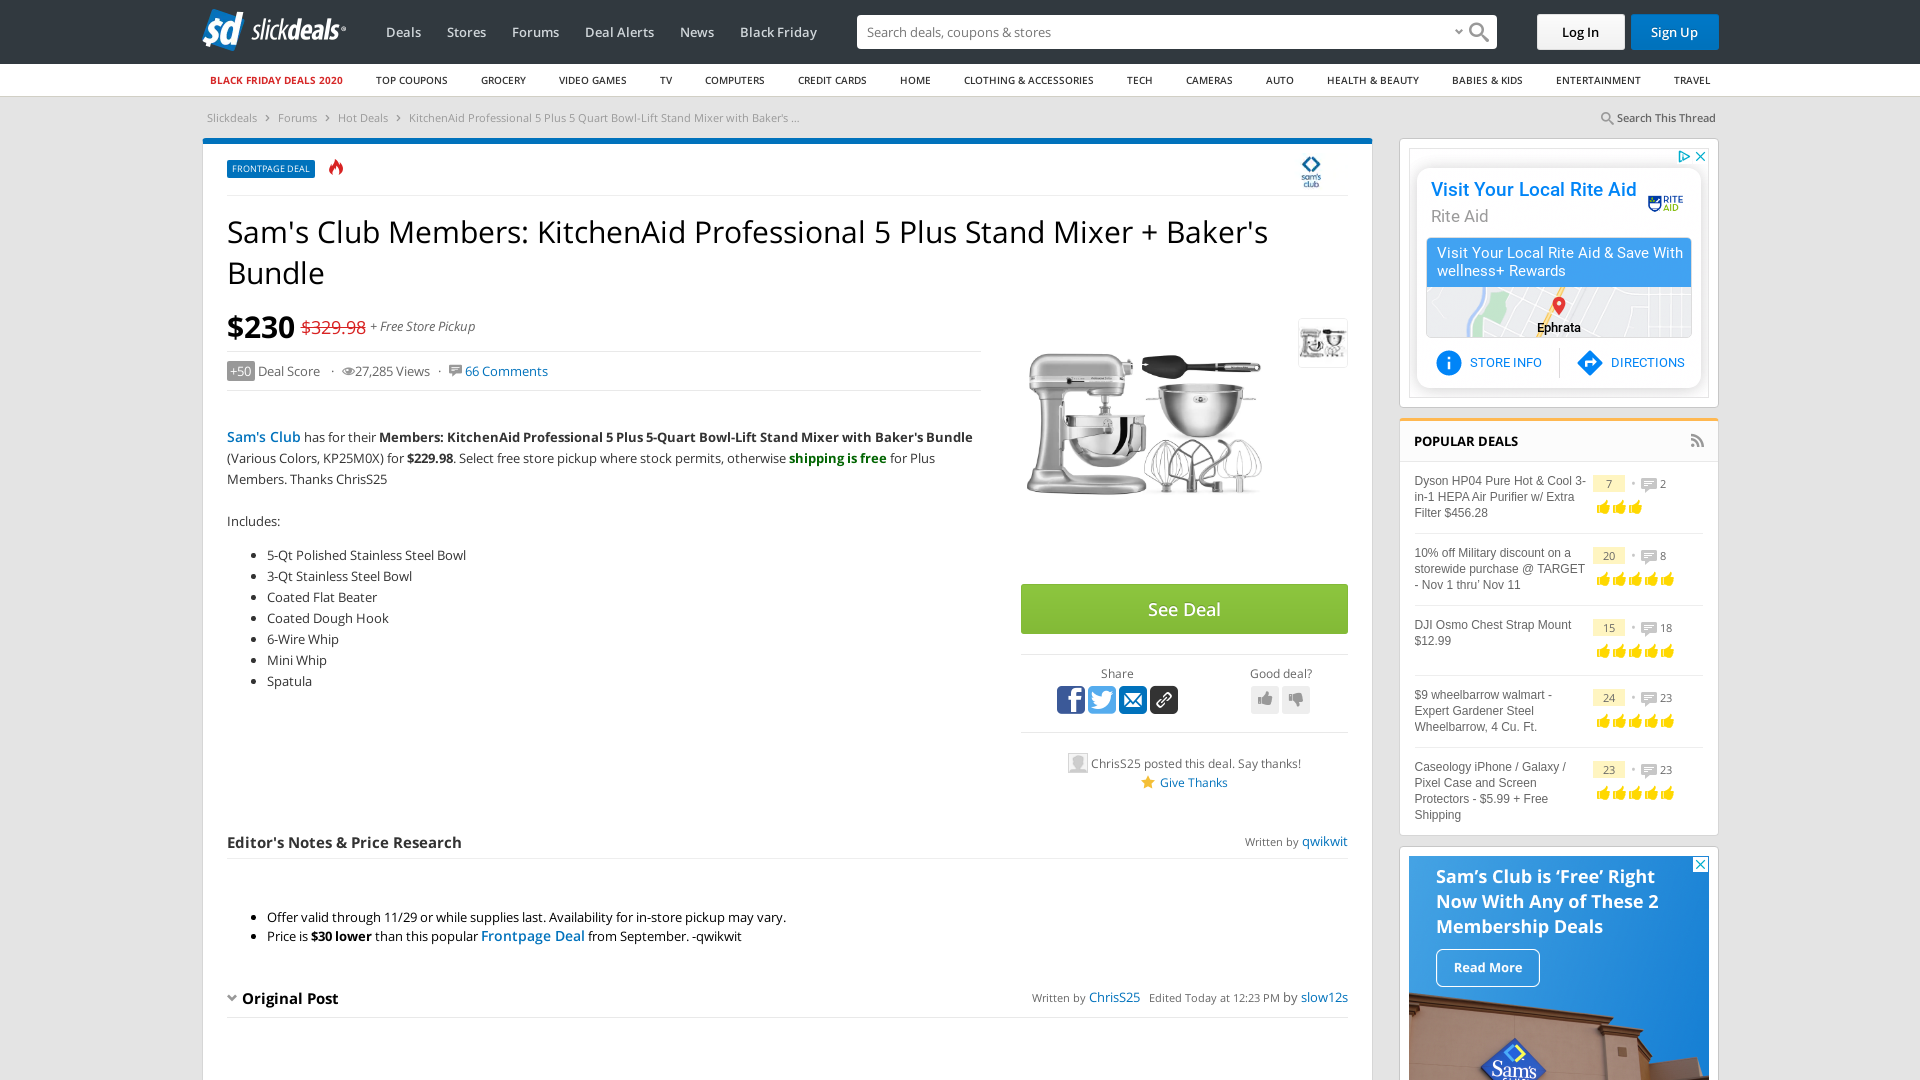 sd slickdeals
Deals
Stores
Forums
Deal Alerts
News
Black Friday
Search deals, coupons & stores
Log In
Sign Up
BLACK FRIDAY DEALS 2020
TOP COUPONS
GROCERY
VIDEO GAMES
TV
COMPUTERS
CREDIT CARDS
HOME
CLOTHING & ACCESSORIES
TECH
CAMERAS
AUTO
HEALTH & BEAUTY
BABIES & KIDS
ENTERTAINMENT
TRAVEL
Slickdeals › Forums › Hot Deals › KitchenAid Professional 5 Plus 5 Quart Bowl-Lift Stand Mixer with Baker's ...
Search This Thread
FRONTPAGE DEAL
sam's
club
Sam's Club Members: KitchenAid Professional 5 Plus Stand Mixer + Baker's
Bundle
$230 $329.98 + Free Store Pickup
+50 Deal Score · 27,285 Views · 66 Comments
Sam's Club has for their Members: KitchenAid Professional 5 Plus 5-Quart Bowl-Lift Stand Mixer with Baker's Bundle
(Various Colors, KP25M0X) for $229.98. Select free store pickup where stock permits, otherwise shipping is free for Plus
Members. Thanks ChrisS25
Includes:
5-Qt Polished Stainless Steel Bowl
3-Qt Stainless Steel Bowl
Coated Flat Beater
Coated Dough Hook
6-Wire Whip
Mini Whip
Spatula
See Deal
Share
Good deal?
ChrisS25 posted this deal. Say thanks!
Give Thanks
Editor's Notes & Price Research
Written by qwikwit
Offer valid through 11/29 or while supplies last. Availability for in-store pickup may vary.
Price is $30 lower than this popular Frontpage Deal from September. -qwikwit
Original Post
Written by ChrisS25 Edited Today at 12:23 PM by slow12s
Visit Your Local Rite Aid
Rite Aid
RITE
AID
Visit Your Local Rite Aid & Save With
wellness+ Rewards
Ephrata
STORE INFO
DIRECTIONS
POPULAR DEALS
Dyson HP04 Pure Hot & Cool 3-
in-1 HEPA Air Purifier w/ Extra
Filter $456.28
7 · 2
10% off Military discount on a
storewide purchase @ TARGET
- Nov 1 thru' Nov 11
20 · 8
DJI Osmo Chest Strap Mount
$12.99
15 · 18
$9 wheelbarrow walmart -
Expert Gardener Steel
Wheelbarrow, 4 Cu. Ft.
24 · 23
Caseology iPhone / Galaxy /
Pixel Case and Screen
Protectors - $5.99 + Free
Shipping
23 · 23
Sam's Club is 'Free' Right
Now With Any of These 2
Membership Deals
Read More
Sam's